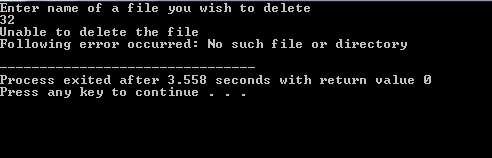 Enter name of a file you wish to delete
32
Unable to delete the file
Following error occurred: No such file or directory
--------------------------------
Process exited after 3.558 seconds with return value 0
Press any key to continue . . .